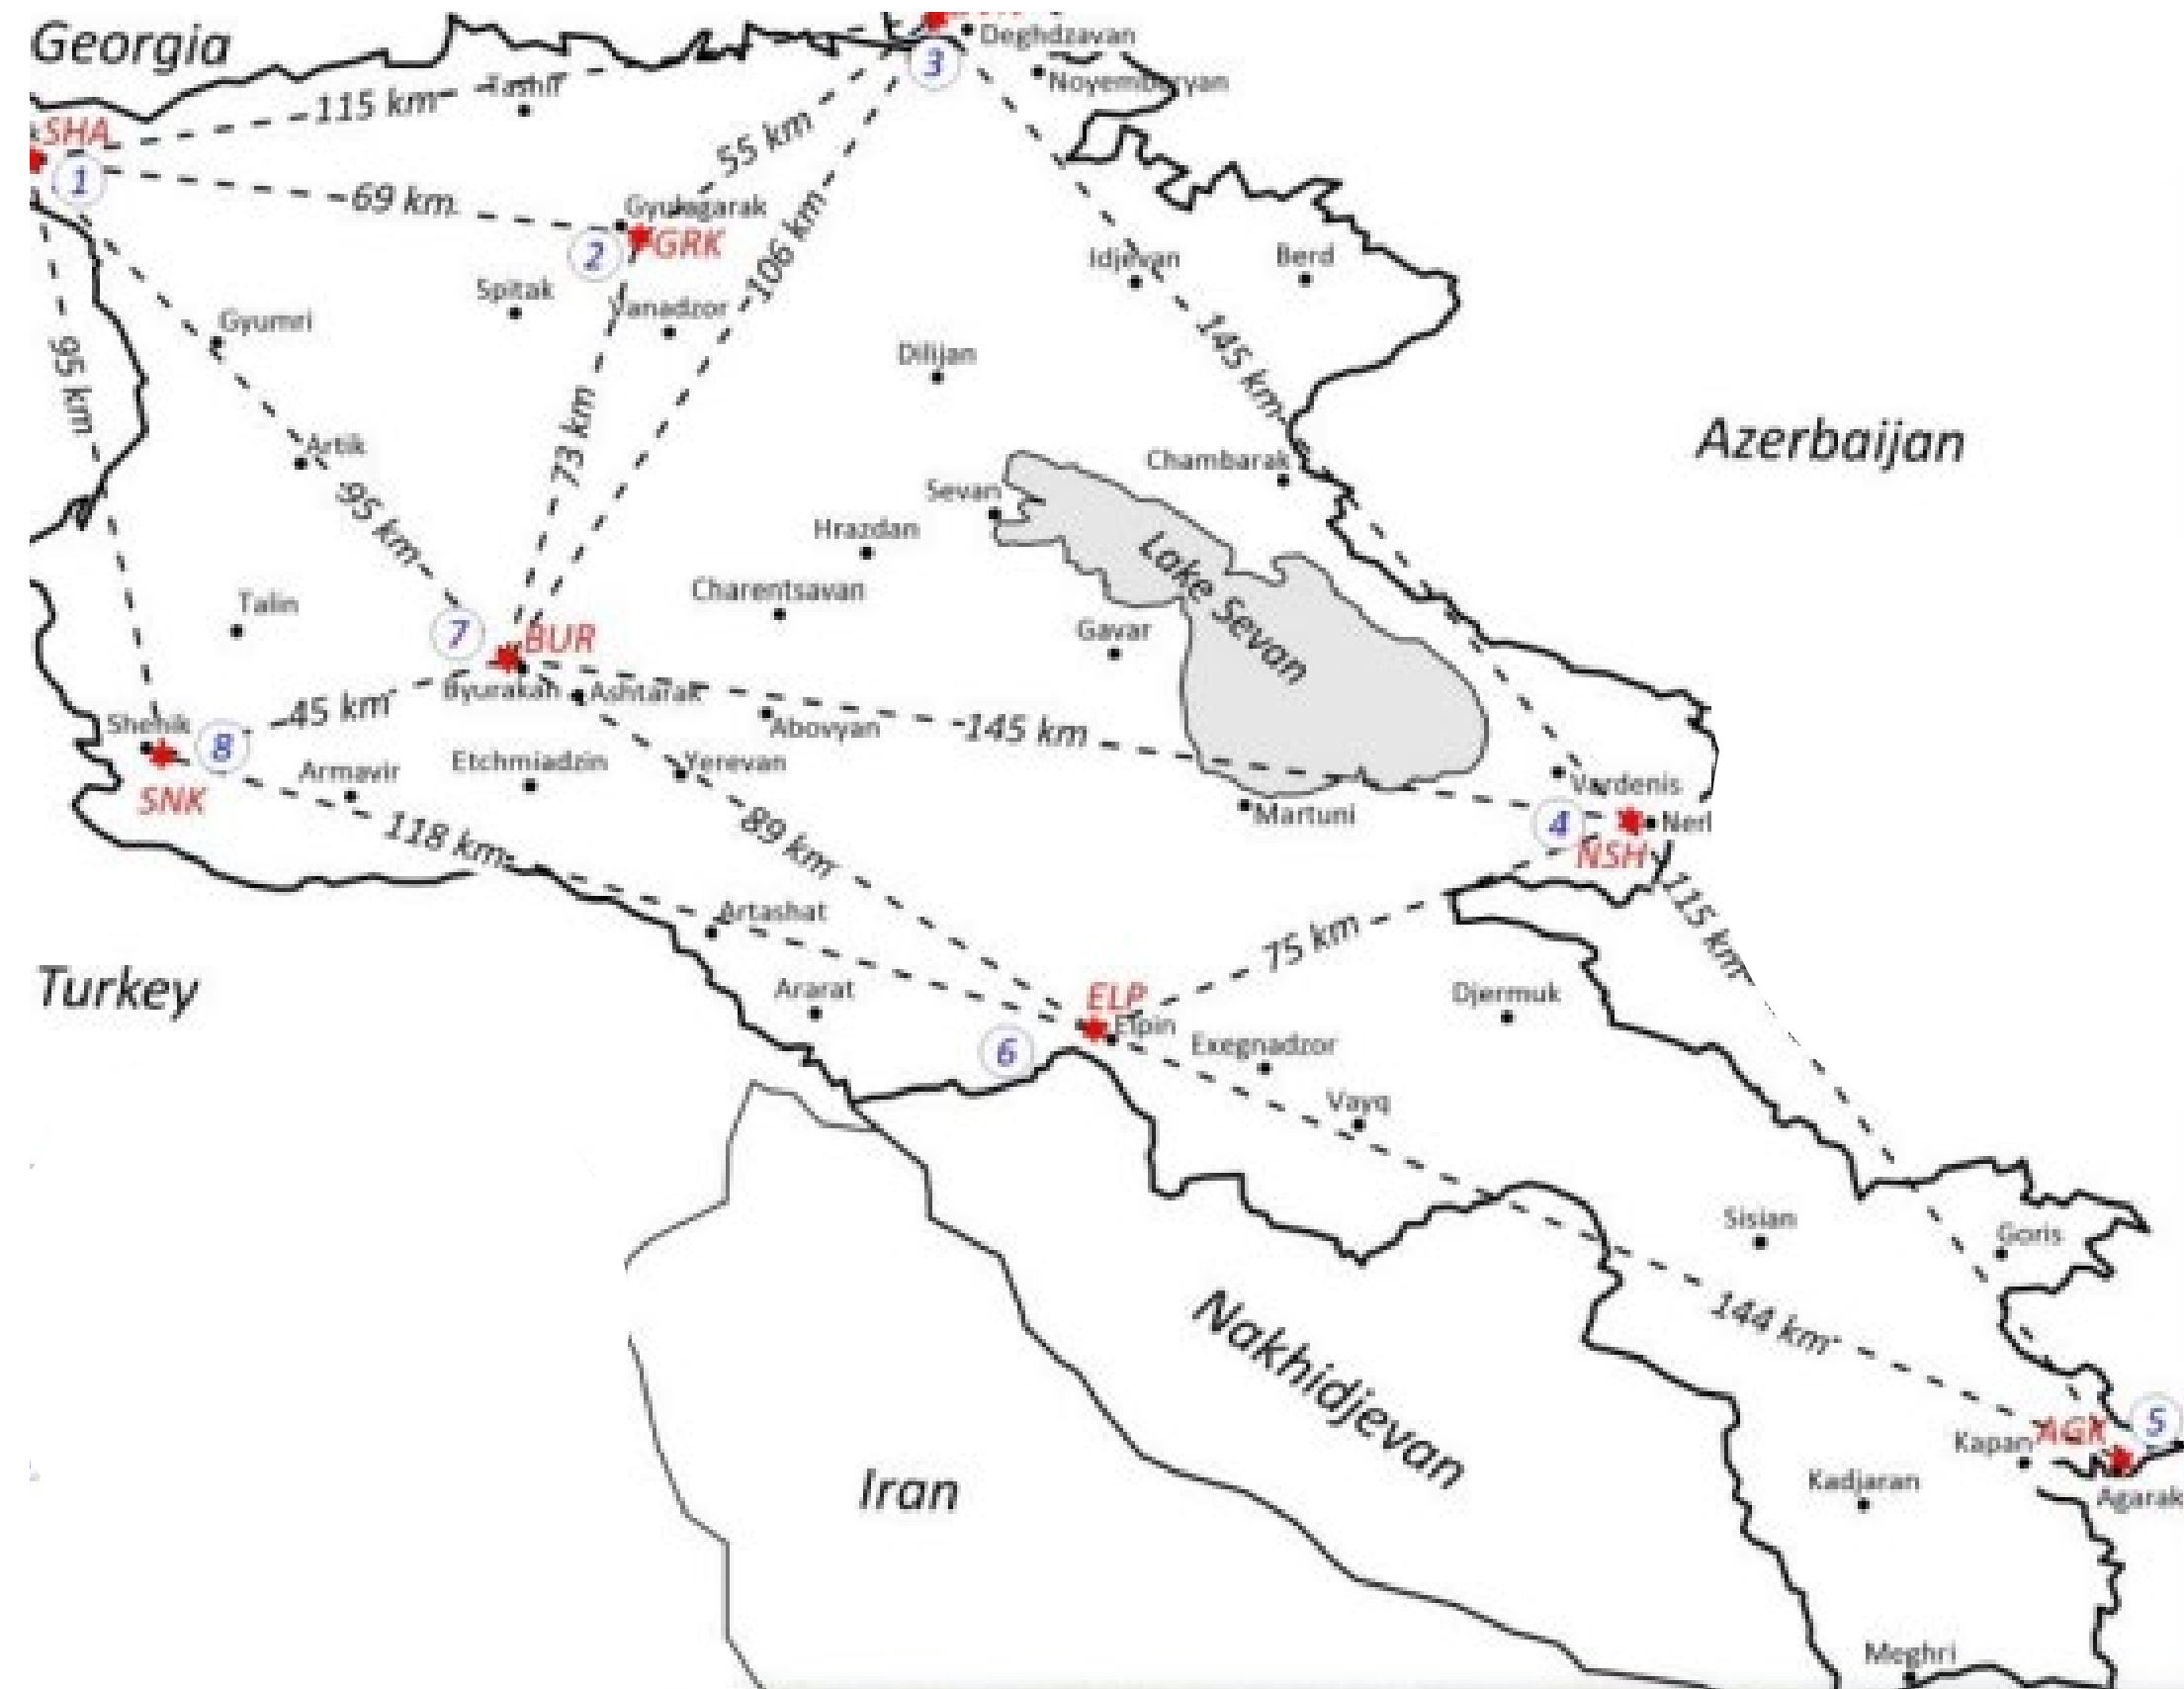 Georgia
Deghdzavan
3
Noyemberyan
Tashir
115 km
SHA
1
55 km
69 km
Gyulagarak
GRK
2
106 km
Idjevan
Berd
Spitak
Vanadzor
Gyumri
145 km
95 km
Dilijan
73 km
Azerbaijan
Artik
Chambarak
Sevan
95 km
Hrazdan
Lake Sevan
Charentsavan
Talin
Gavar
7
BUR
Byurakan
Ashtarak
45 km
Shenik
8
Abovyan
145 km
Etchmiadzin
Yerevan
Armavir
Vardenis
SNK
Martuni
4
NSH
118 km
89 km
115 km
Artashat
75 km
Turkey
Ararat
ELP
Elpin
Djermuk
6
Exegnadzor
Vayq
Sisian
Goris
144 km
Nakhidjevan
AGK
5
Kapan
Iran
Kadjaran
Agarak
Meghri